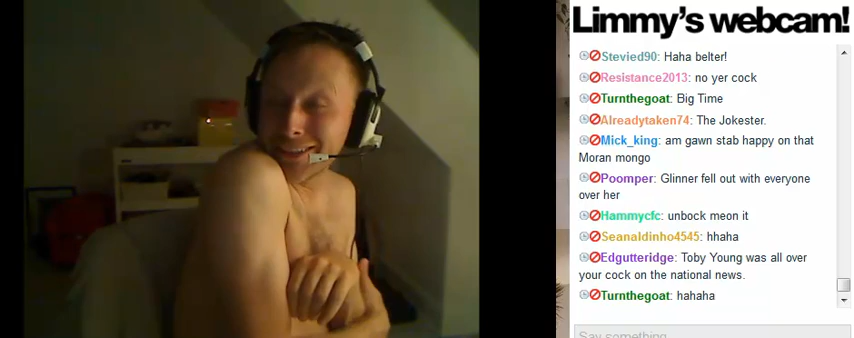 Limmy's webcam!
Stevied90: Haha belter!
Resistance2013: no yer cock
Turnthegoat: Big Time
Alreadytaken74: The Jokester.
Mick_king: am gawn stab happy on that
Moran mongo
Poomper: Glinner fell out with everyone
over her
Hammycfc: unbock meon it
Seanaldinho4545: hhaha
Edgutteridge: Toby Young was all over
your cock on the national news.
Turnthegoat: hahaha
Say something